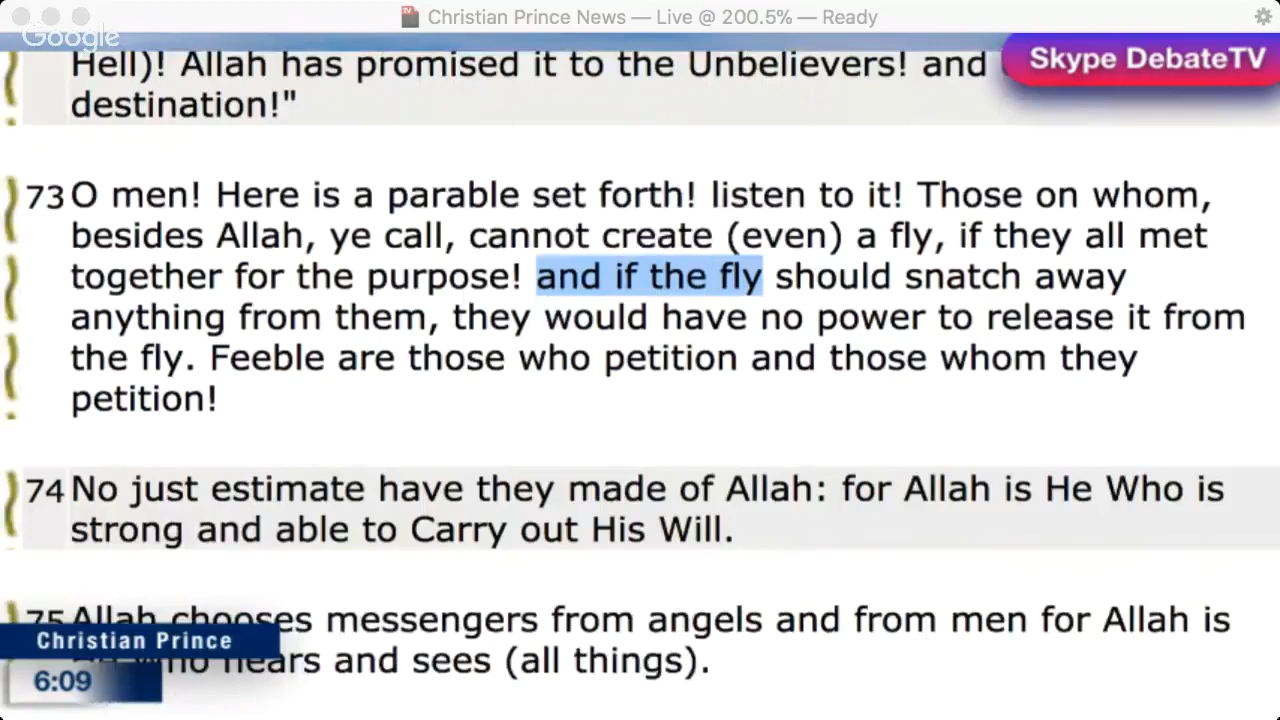 Christian Prince News — Live @ 200.5% — Ready
Google
Hell)! Allah has promised it to the Unbelievers! and
Skype DebateTV
destination!"
73 O men! Here is a parable set forth! listen to it! Those on whom,
besides Allah, ye call, cannot create (even) a fly, if they all met
together for the purpose! and if the fly should snatch away
anything from them, they would have no power to release it from
the fly. Feeble are those who petition and those whom they
petition!
74 No just estimate have they made of Allah: for Allah is He Who is
strong and able to Carry out His Will.
75 Allah chooses messengers from angels and from men for Allah is
Christian Prince
who hears and sees (all things).
6:09